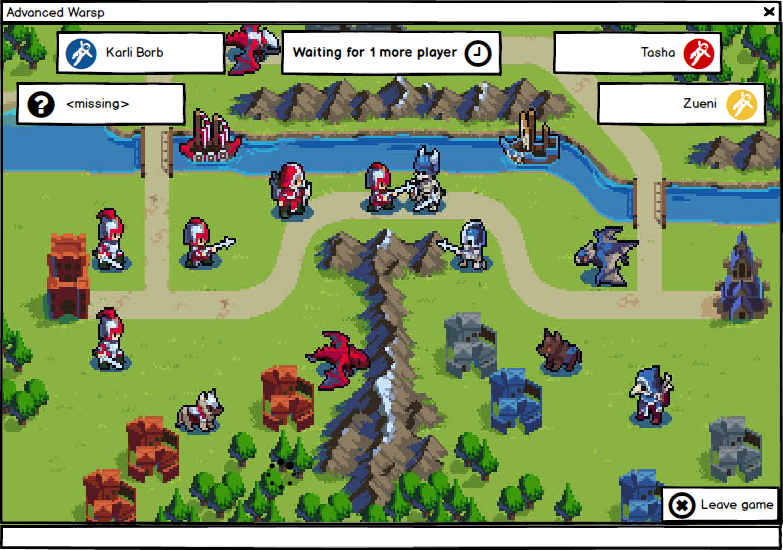 Advanced Warsp
Karli Borb
Waiting for 1 more player
Tasha
<missing>
Zueni
Leave game